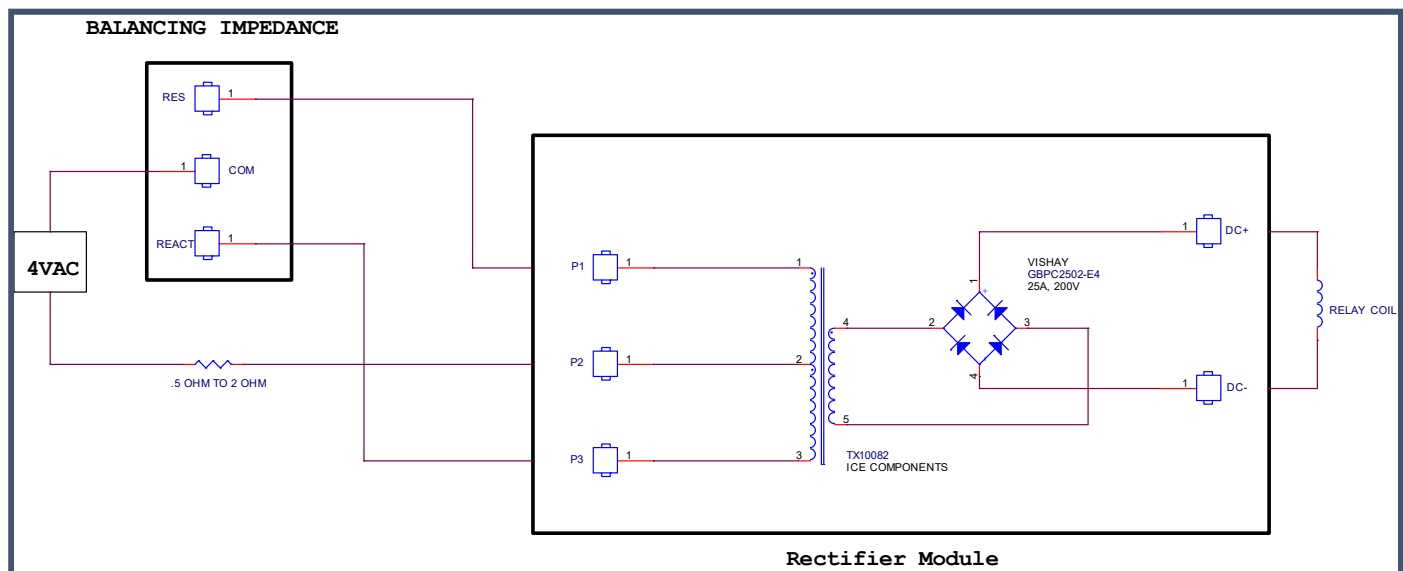 BALANCING IMPEDANCE
RES
1
1
COM
REACT
1
4VAC
.5 OHM TO 2 OHM
P1
1
1
P2
1
2
P3
1
3
4
5
TX10082
ICE COMPONENTS
VISHAY
GBPC2502-E4
25A, 200V
1
+
2
3
4
-
1
DC+
1
DC-
RELAY COIL
Rectifier Module